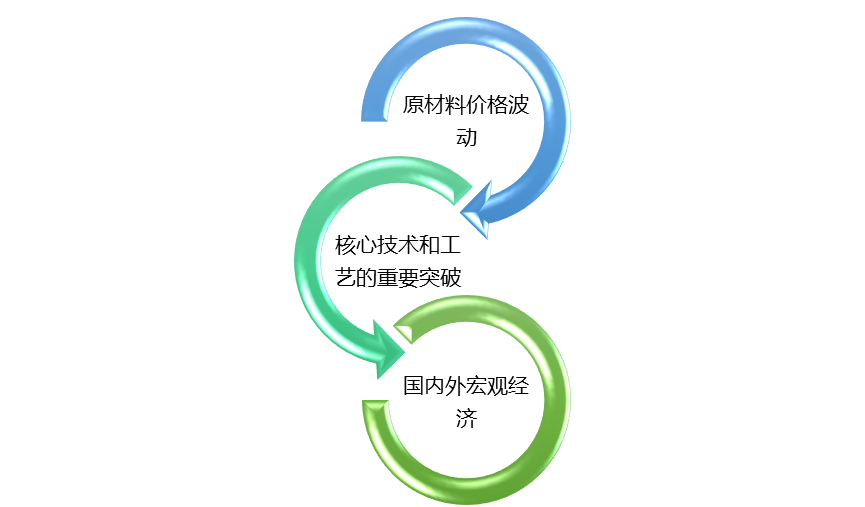 原材料价格波
动
核心技术和工
艺的重要突破
国内外宏观经
济